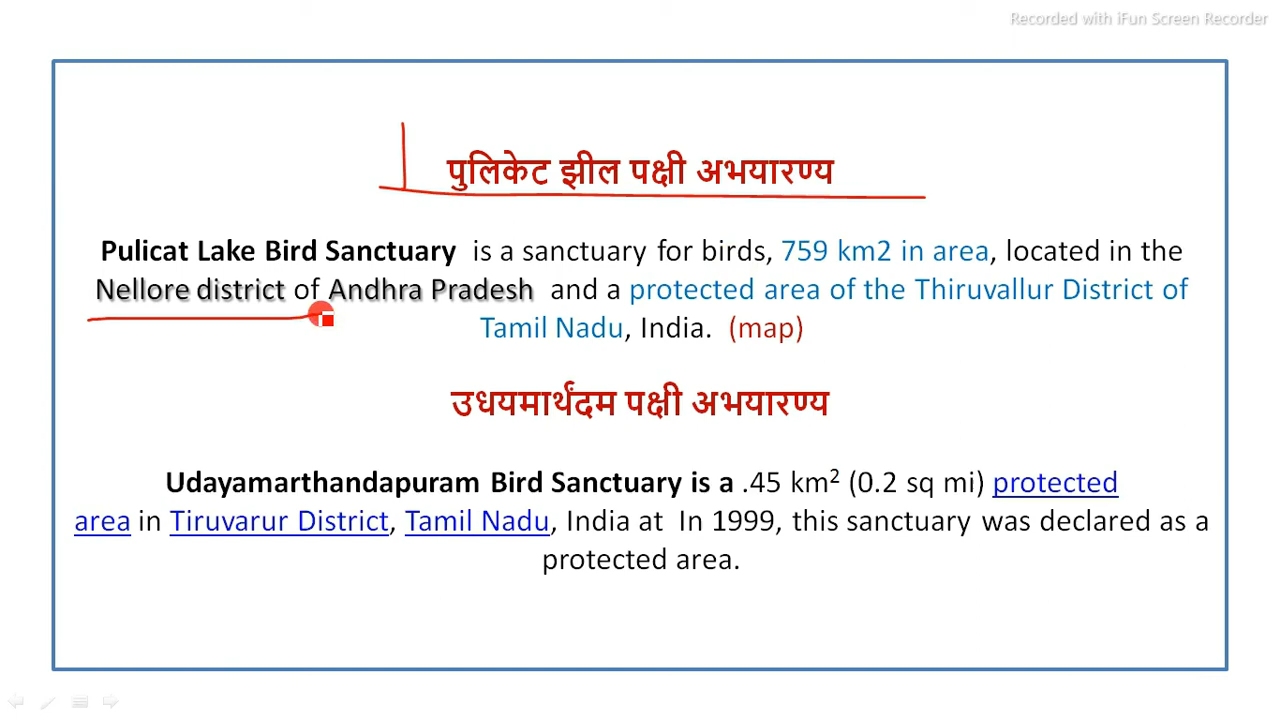 Recorded with iFun Screen Recorder
पुलिकेट झील पक्षी अभयारण्य
Pulicat Lake Bird Sanctuary is a sanctuary for birds, 759 km2 in area, located in the
Nellore district of Andhra Pradesh and a protected area of the Thiruvallur District of
Tamil Nadu, India. (map)
उधयमार्थंदम पक्षी अभयारण्य
Udayamarthandapuram Bird Sanctuary is a .45 km² (0.2 sq mi) protected
area in Tiruvarur District, Tamil Nadu, India at In 1999, this sanctuary was declared as a
protected area.